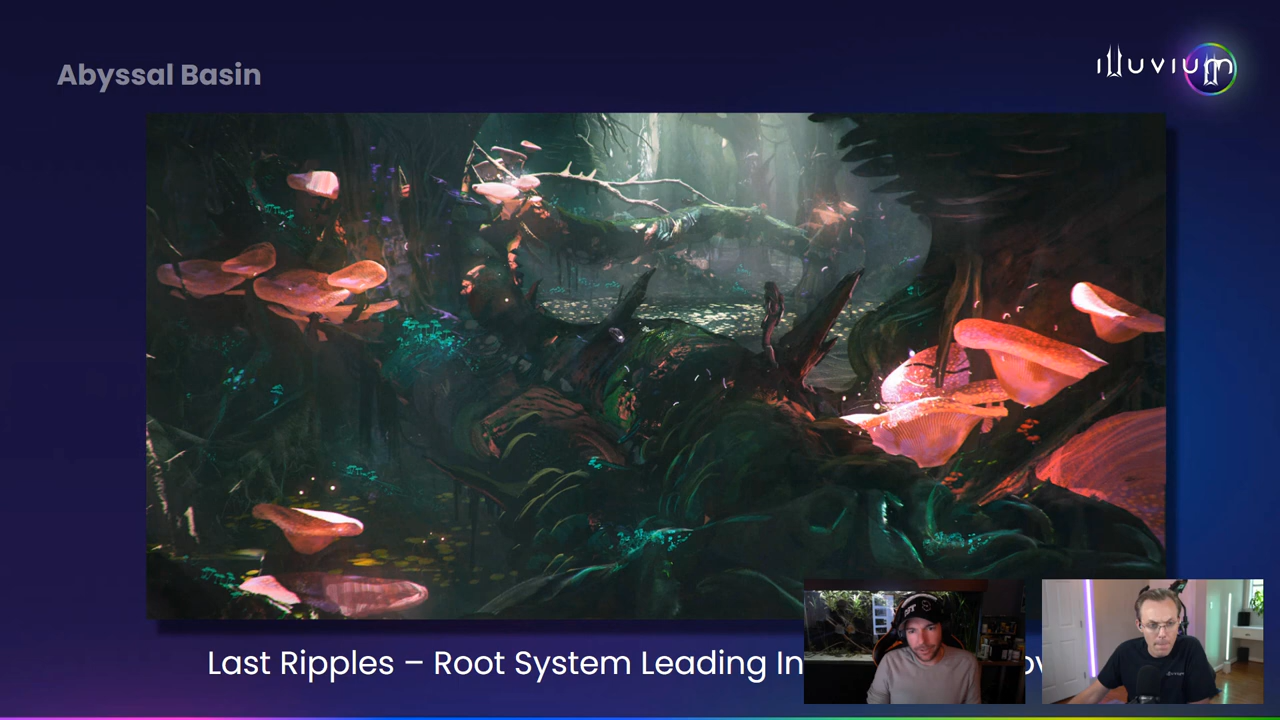 Abyssal Basin
illuvium
Last Ripples – Root System Leading In